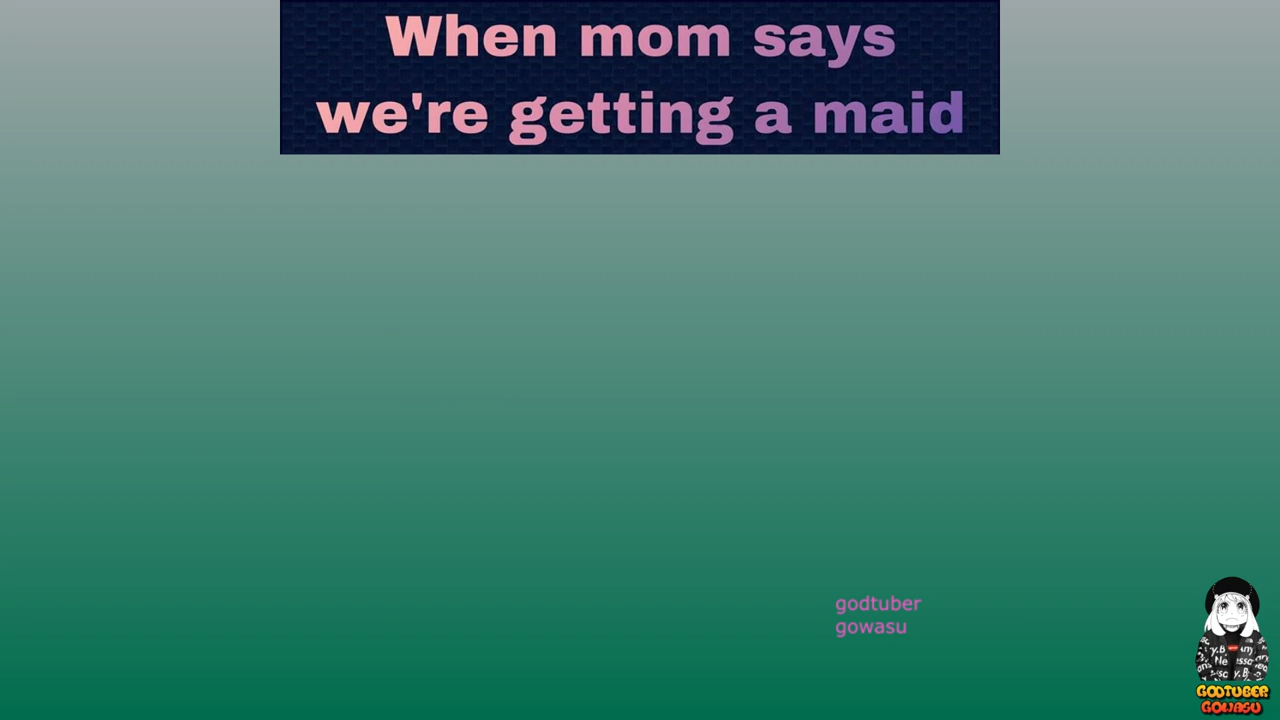 When mom says
we're getting a maid
godtuber
gowasu
GODTUBER
GOWASU